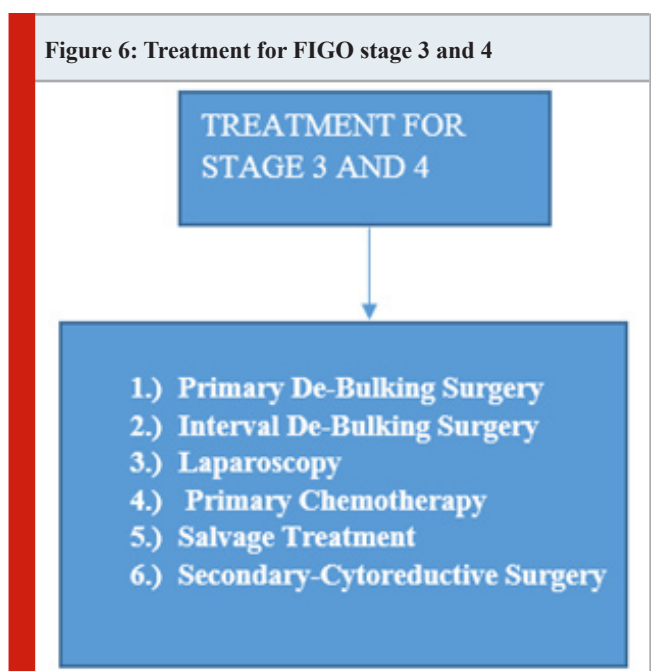 Figure 6: Treatment for FIGO stage 3 and 4
TREATMENT FOR
STAGE 3 AND 4
1.) Primary De-Bulking Surgery
2.) Interval De-Bulking Surgery
3.) Laparoscopy
4.) Primary Chemotherapy
5.) Salvage Treatment
6.) Secondary-Cytoreductive Surgery